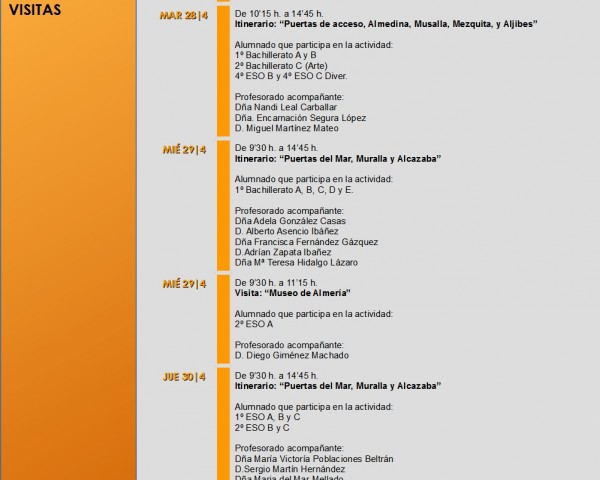 VISITAS
MAR 28|4
De 10'15 h. a 14'45 h.
Itinerario: “Puertas de acceso, Almedina, Musalla, Mezquita, y Aljibes”
Alumnado que participa en la actividad:
1º Bachillerato A y B
2º Bachillerato C (Arte)
4º ESO B y 4º ESO C Diver.
Profesorado acompañante:
Dña Nandi Leal Carballar
Dña. Encarnación Segura López
D. Miguel Martínez Mateo
MIÉ 29|4
De 9'30 h. a 14'45 h.
Itinerario: “Puertas del Mar, Muralla y Alcazaba”
Alumnado que participa en la actividad:
1º Bachillerato A, B, C, D y E.
Profesorado acompañante:
Dña Adela González Casas
D. Alberto Asencio Ibáñez
Dña Francisca Fernández Gázquez
D.Adrían Zapata Ibañez
Dña Mª Teresa Hidalgo Lázaro
MIÉ 29|4
De 9'30 h. a 11'15 h.
Visita: “Museo de Almería”
Alumnado que participa en la actividad:
2º ESO A
Profesorado acompañante:
D. Diego Giménez Machado
JUE 30|4
De 9'30 h. a 14'45 h.
Itinerario: “Puertas del Mar, Muralla y Alcazaba”
Alumnado que participa en la actividad:
1º ESO A, B y C
2º ESO B y C
Profesorado acompañante:
Dña María Victoría Poblaciones Beltrán
D.Sergio Martín Hernández
Dña Maria del Mar Mellado